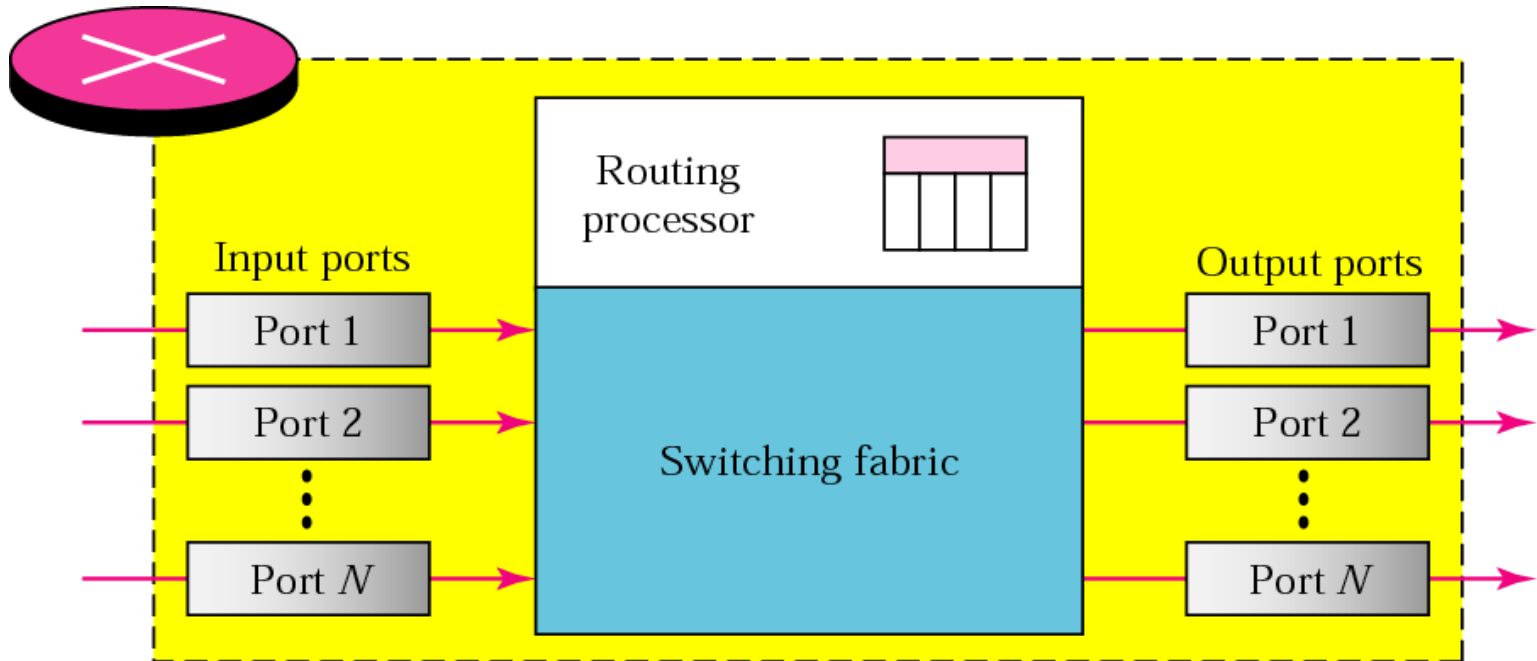 Routing
processor
Input ports
Output ports
Port 1
Port 1
Port 2
Port 2
Switching fabric
Port N
Port N